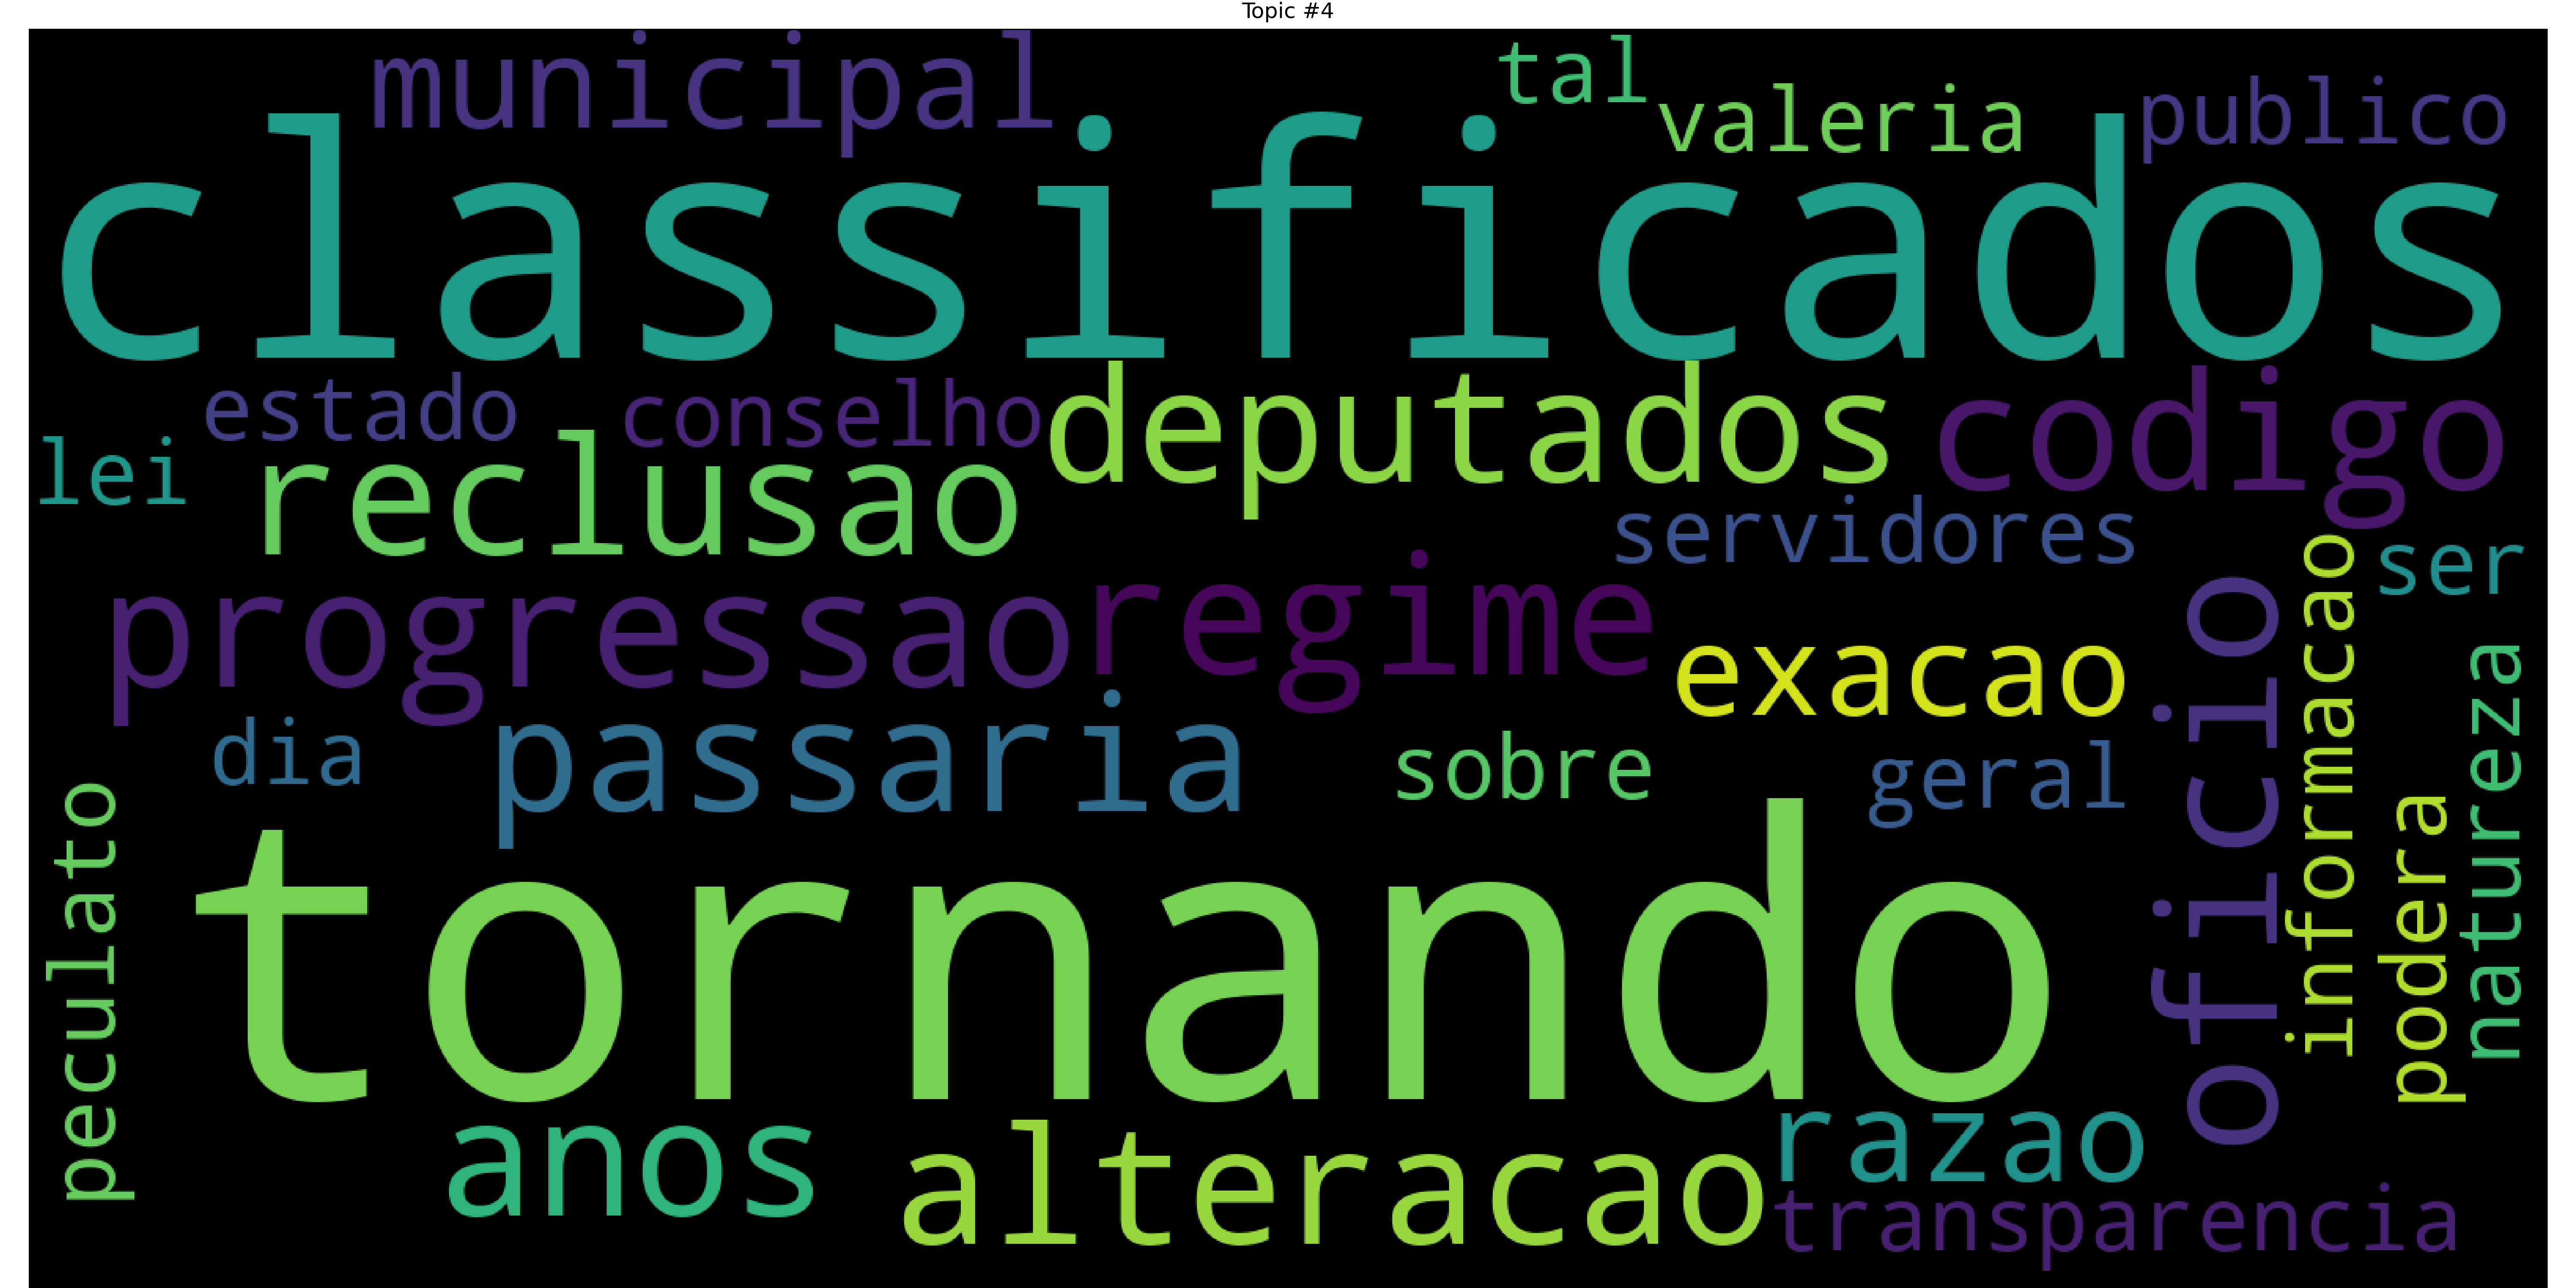 Topic #4
municipal
tal
valeria
publico
classificados
estado
conselho
deputados
codigo
lei
reclusao
servidores
ser
progressao
regime
exacao
oficio
informacao
natureza
dia
passaria
sobre
geral
podera
peculato
tornando
anos
alteracao
razao
transparencia